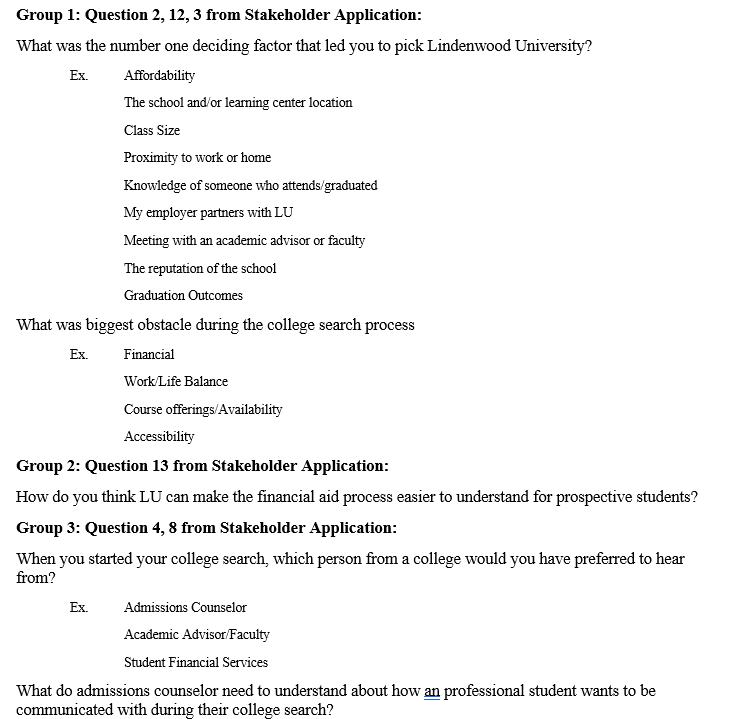 Group 1: Question 2, 12, 3 from Stakeholder Application:
What was the number one deciding factor that led you to pick Lindenwood University?
Ex. Affordability
The school and/or learning center location
Class Size
Proximity to work or home
Knowledge of someone who attends/graduated
My employer partners with LU
Meeting with an academic advisor or faculty
The reputation of the school
Graduation Outcomes
What was biggest obstacle during the college search process
Ex. Financial
Work/Life Balance
Course offerings/Availability
Accessibility
Group 2: Question 13 from Stakeholder Application:
How do you think LU can make the financial aid process easier to understand for prospective students?
Group 3: Question 4, 8 from Stakeholder Application:
When you started your college search, which person from a college would you have preferred to hear
from?
Ex. Admissions Counselor
Academic Advisor/Faculty
Student Financial Services
What do admissions counselor need to understand about how an professional student wants to be
communicated with during their college search?